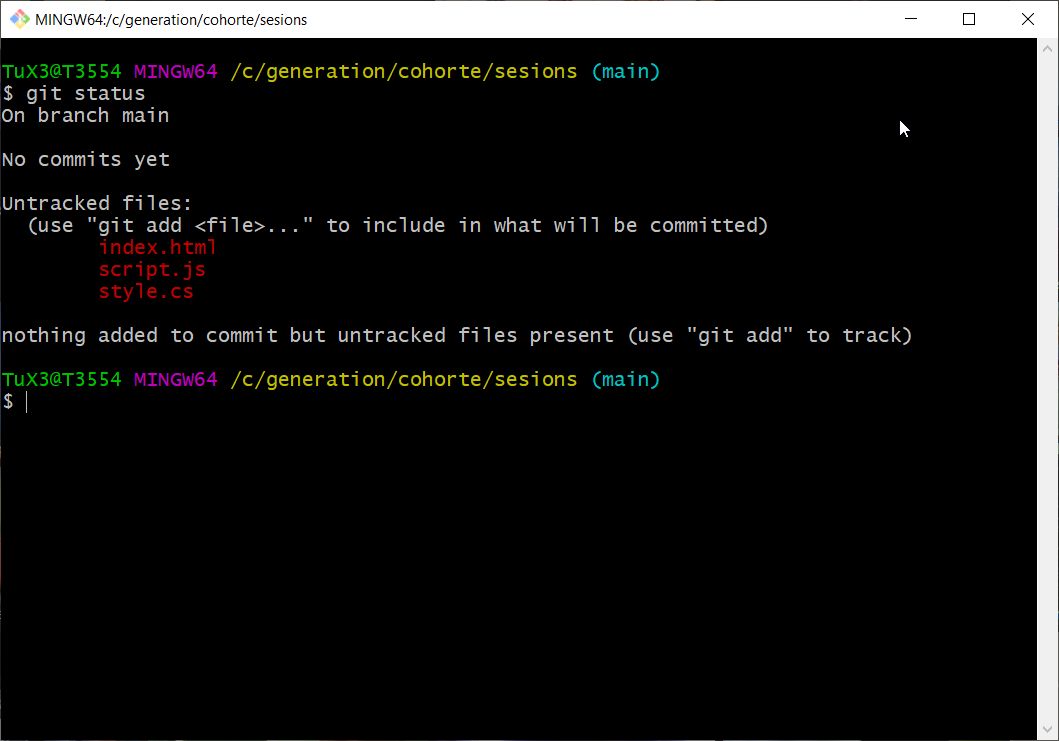 MINGW64:/c/generation/cohorte/sesions
TuX3@T3554 MINGW64 /c/generation/cohorte/sesions (main)
$ git status
On branch main
No commits yet
Untracked files:
(use "git add <file>..." to include in what will be committed)
index.html
script.js
style.cs
nothing added to commit but untracked files present (use "git add" to track)
TuX3@T3554 MINGW64 /c/generation/cohorte/sesions (main)
$